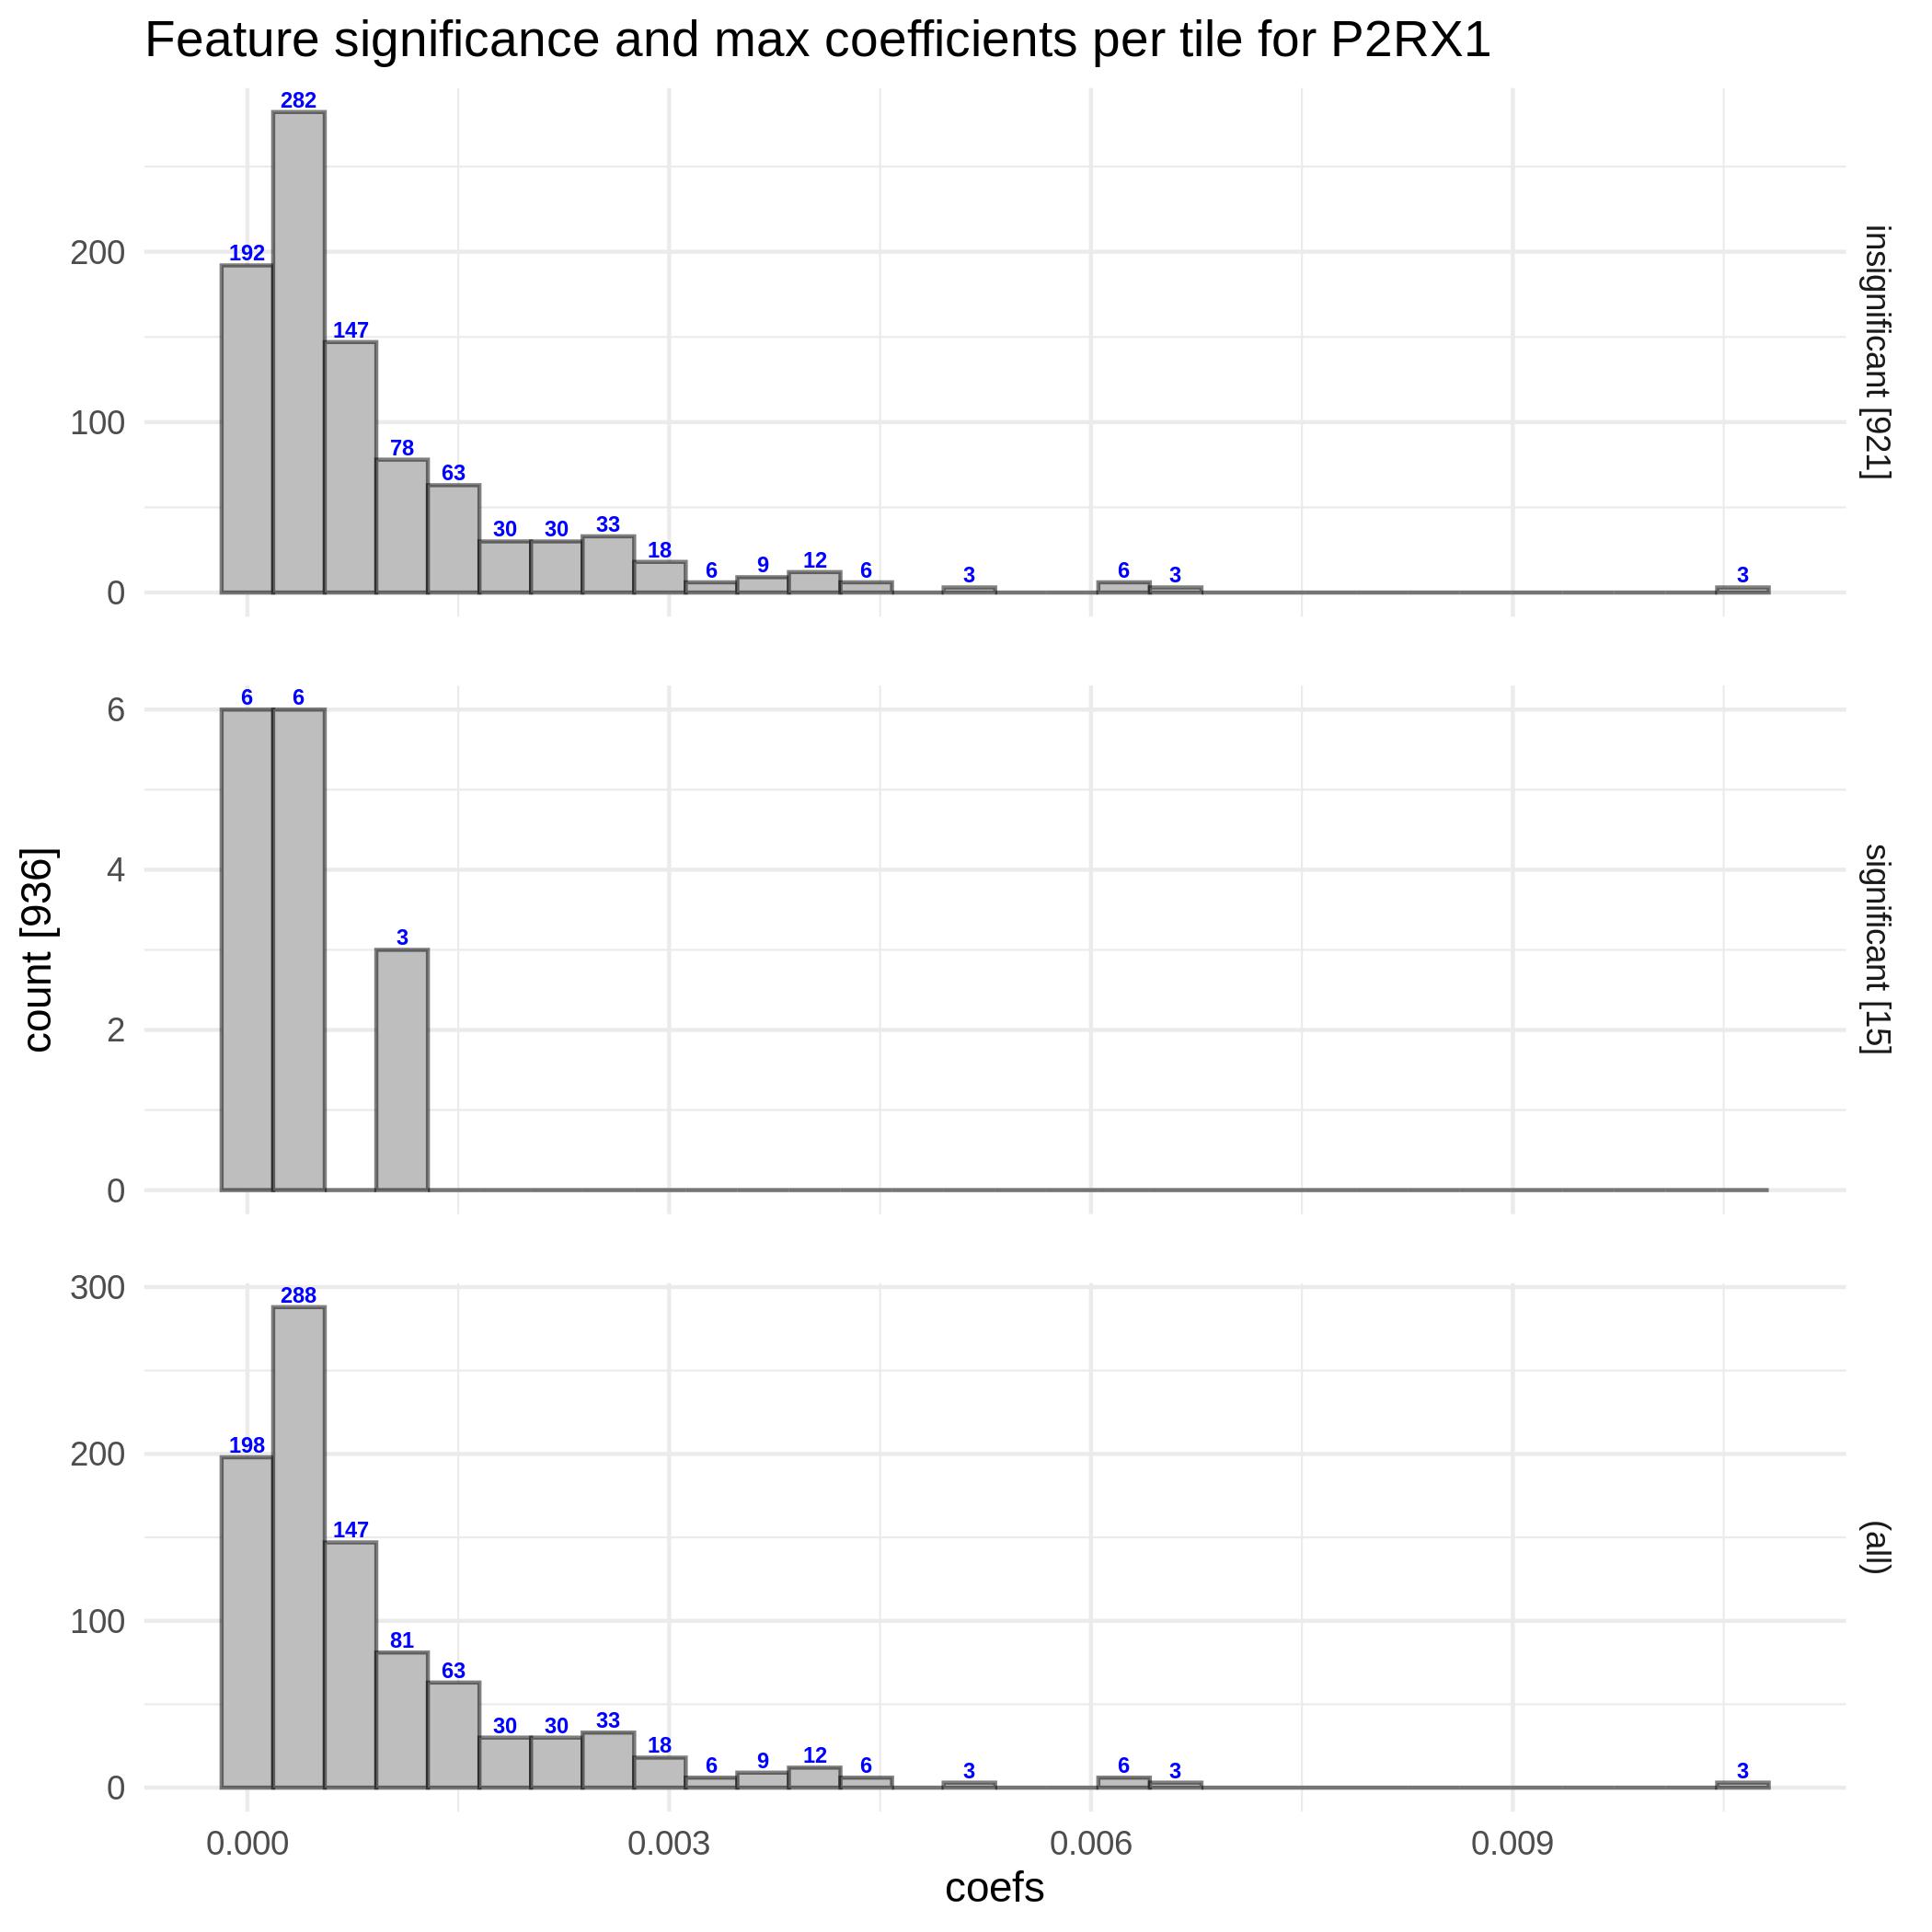 Feature significance and max coefficients per tile for P2RX1
282
192
147
78
63
30 30 33
18
6 9 12 6
3
6 3
3
200
100
0
insignificant [921]
6 6
3
6
4
2
0
significant [15]
count [936]
288
198
147
81
63
30 30 33
18
6 9 12 6
3
6 3
3
300
200
100
0
(all)
0.000 0.003 0.006 0.009
coefs